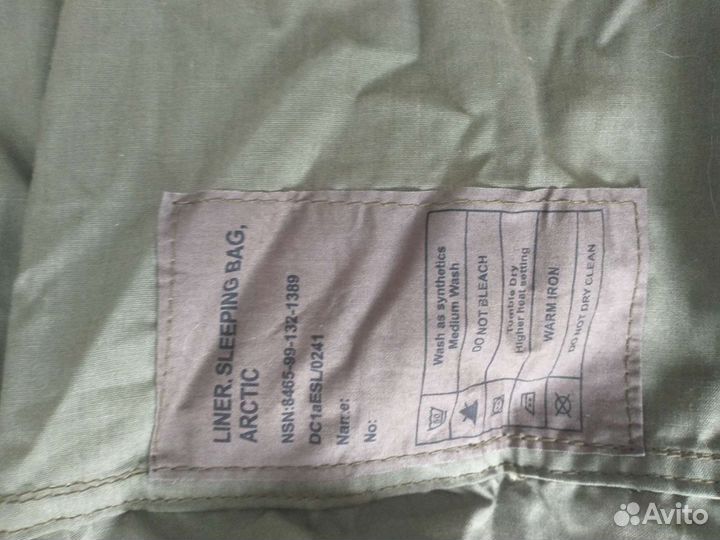 LINER, SLEEPING BAG,
ARCTIC
NSN:8465-99-132-1389
DC1aESL/0241
Name:
No:
Wash as synthetics
Medium Wash
DO NOT BLEACH
Tumble Dry
Higher heat setting
WARM IRON
DO NOT DRY CLEAN
Avito